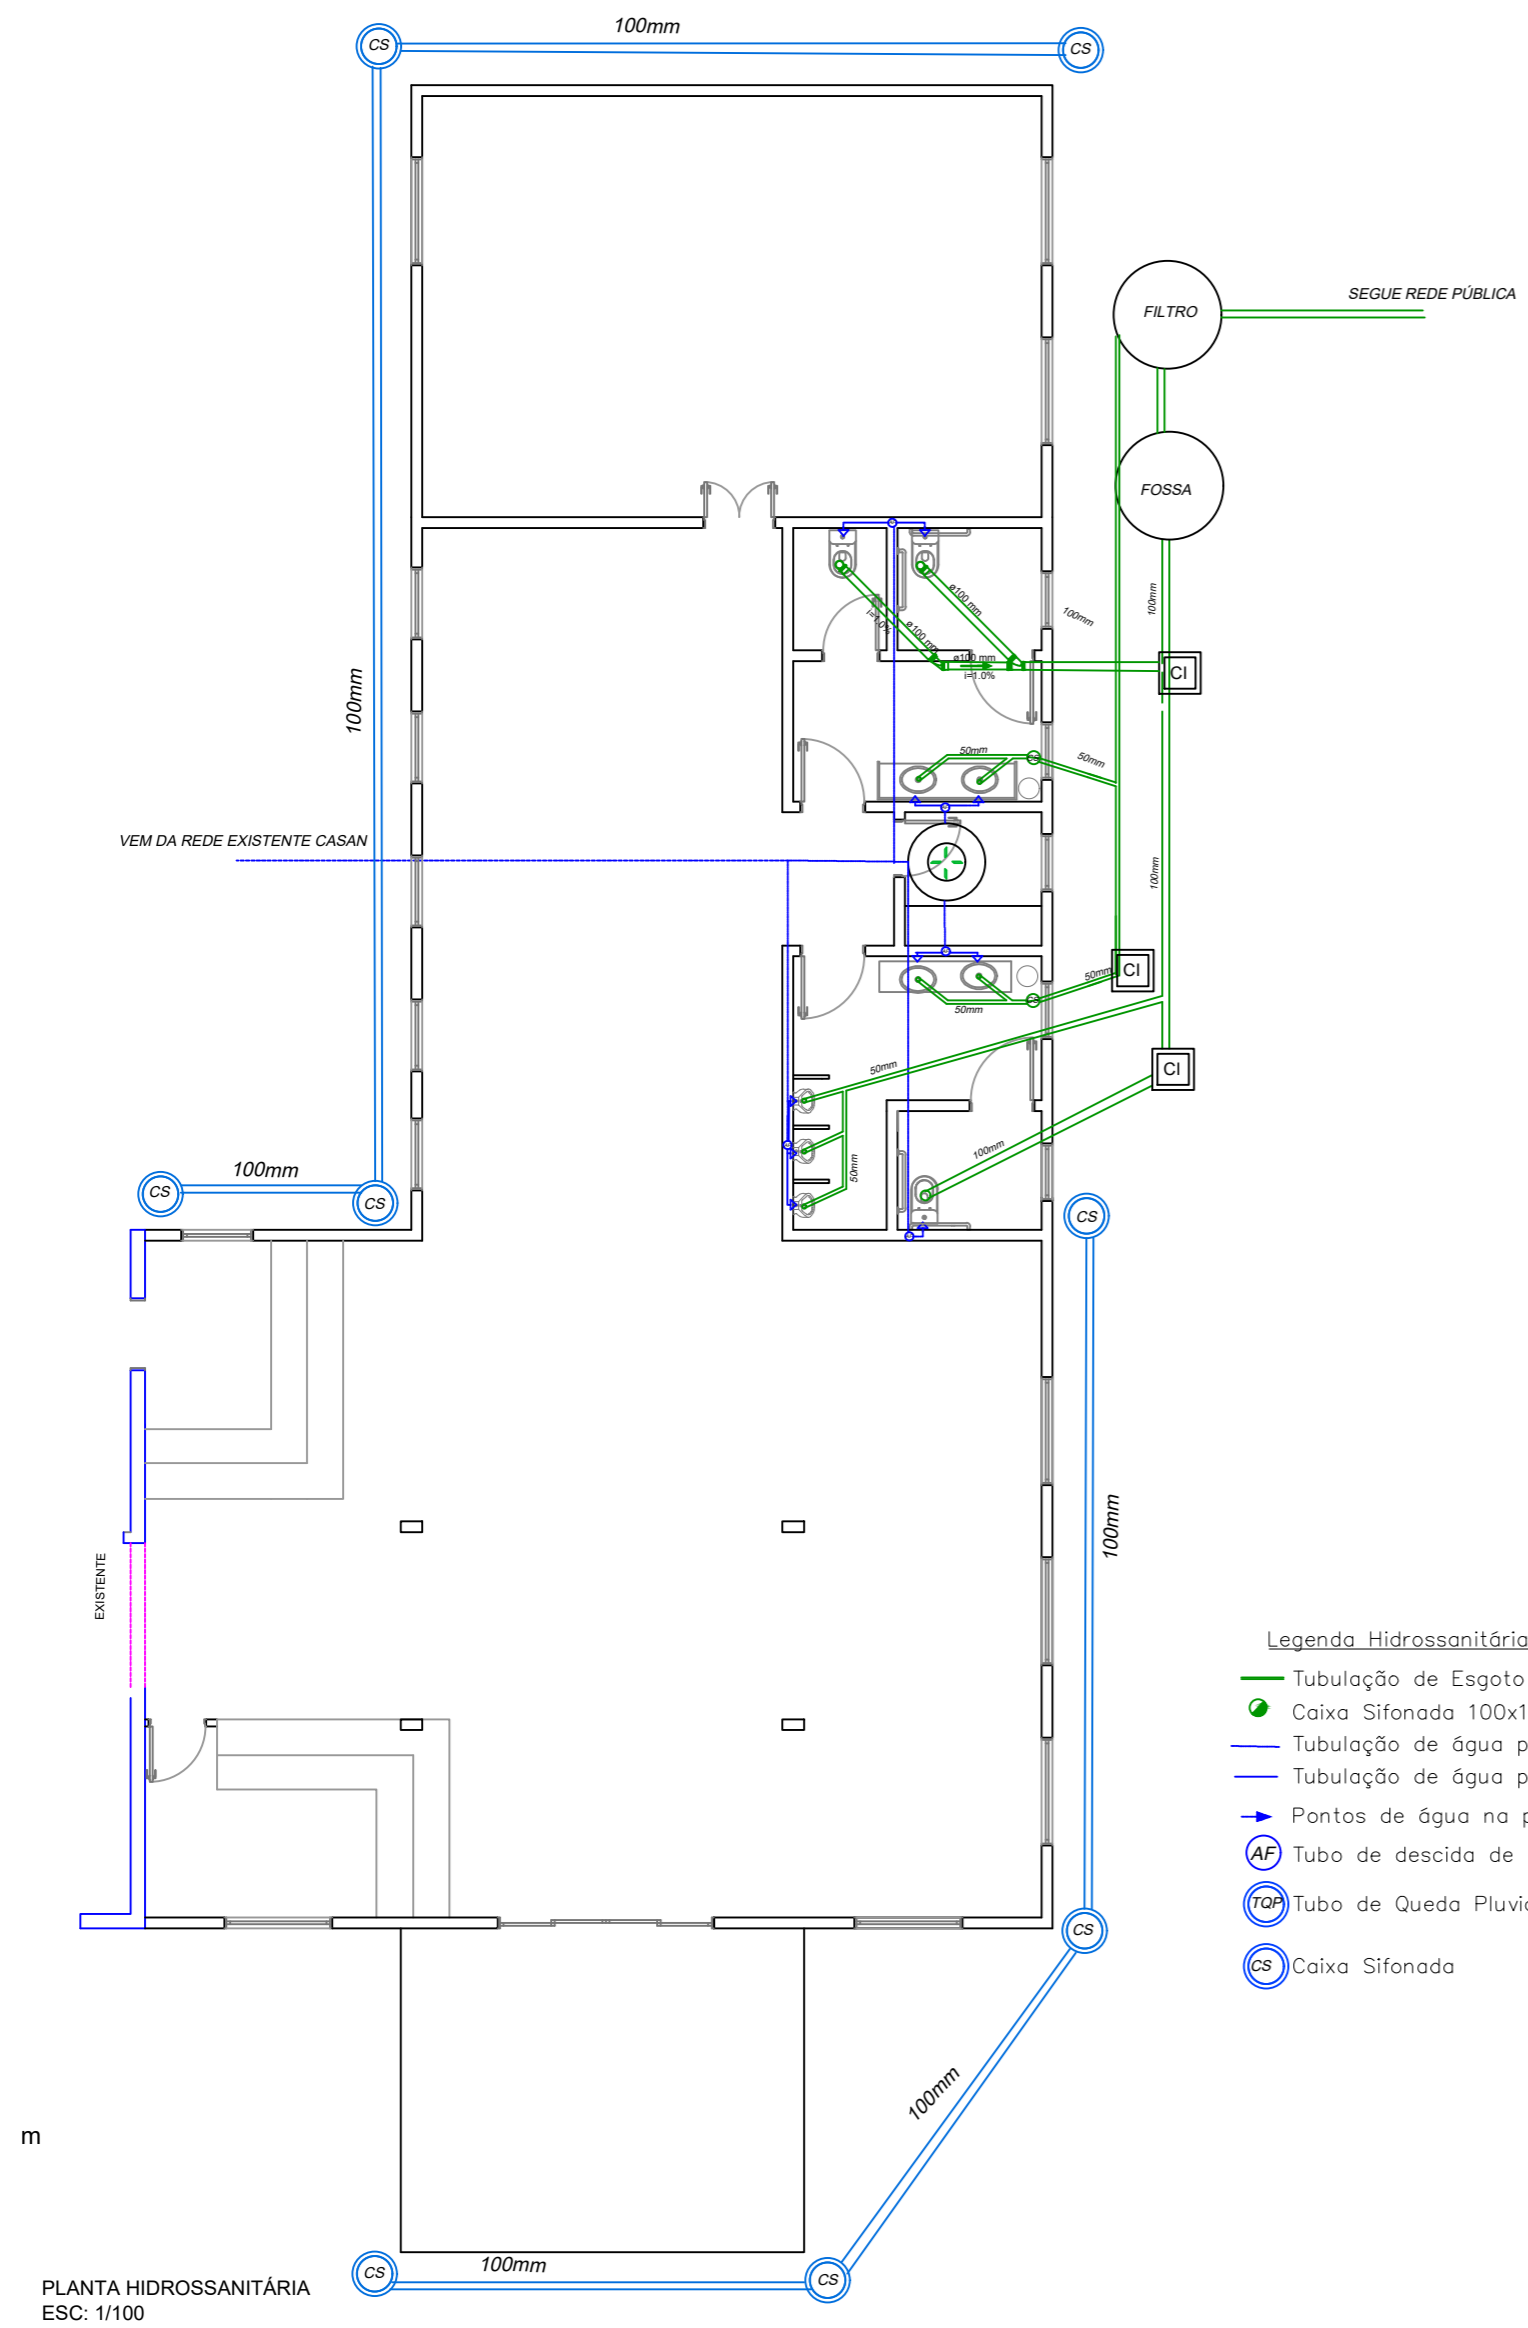 100mm
CS
CS
SEGUE REDE PÚBLICA
FILTRO
FOSSA
ø100 mm
100mm
100mm
i=1.0%
ø100 mm
ø100 mm
i=1.0%
CI
100mm
50mm
50mm
VEM DA REDE EXISTENTE CASAN
100mm
CS
50mm
CI
CS
50mm
50mm
CI
100mm
50mm
100mm
CS
CS
CS
100mm
EXISTENTE
Legenda Hidrossanitária
Tubulação de Esgoto
Caixa Sifonada 100x1
Tubulação de água p
Tubulação de água p
Pontos de água na p
AF Tubo de descida de
TQP Tubo de Queda Pluvi
CS Caixa Sifonada
CS
100mm
m
100mm
CS
CS
PLANTA HIDROSSANITÁRIA
ESC: 1/100